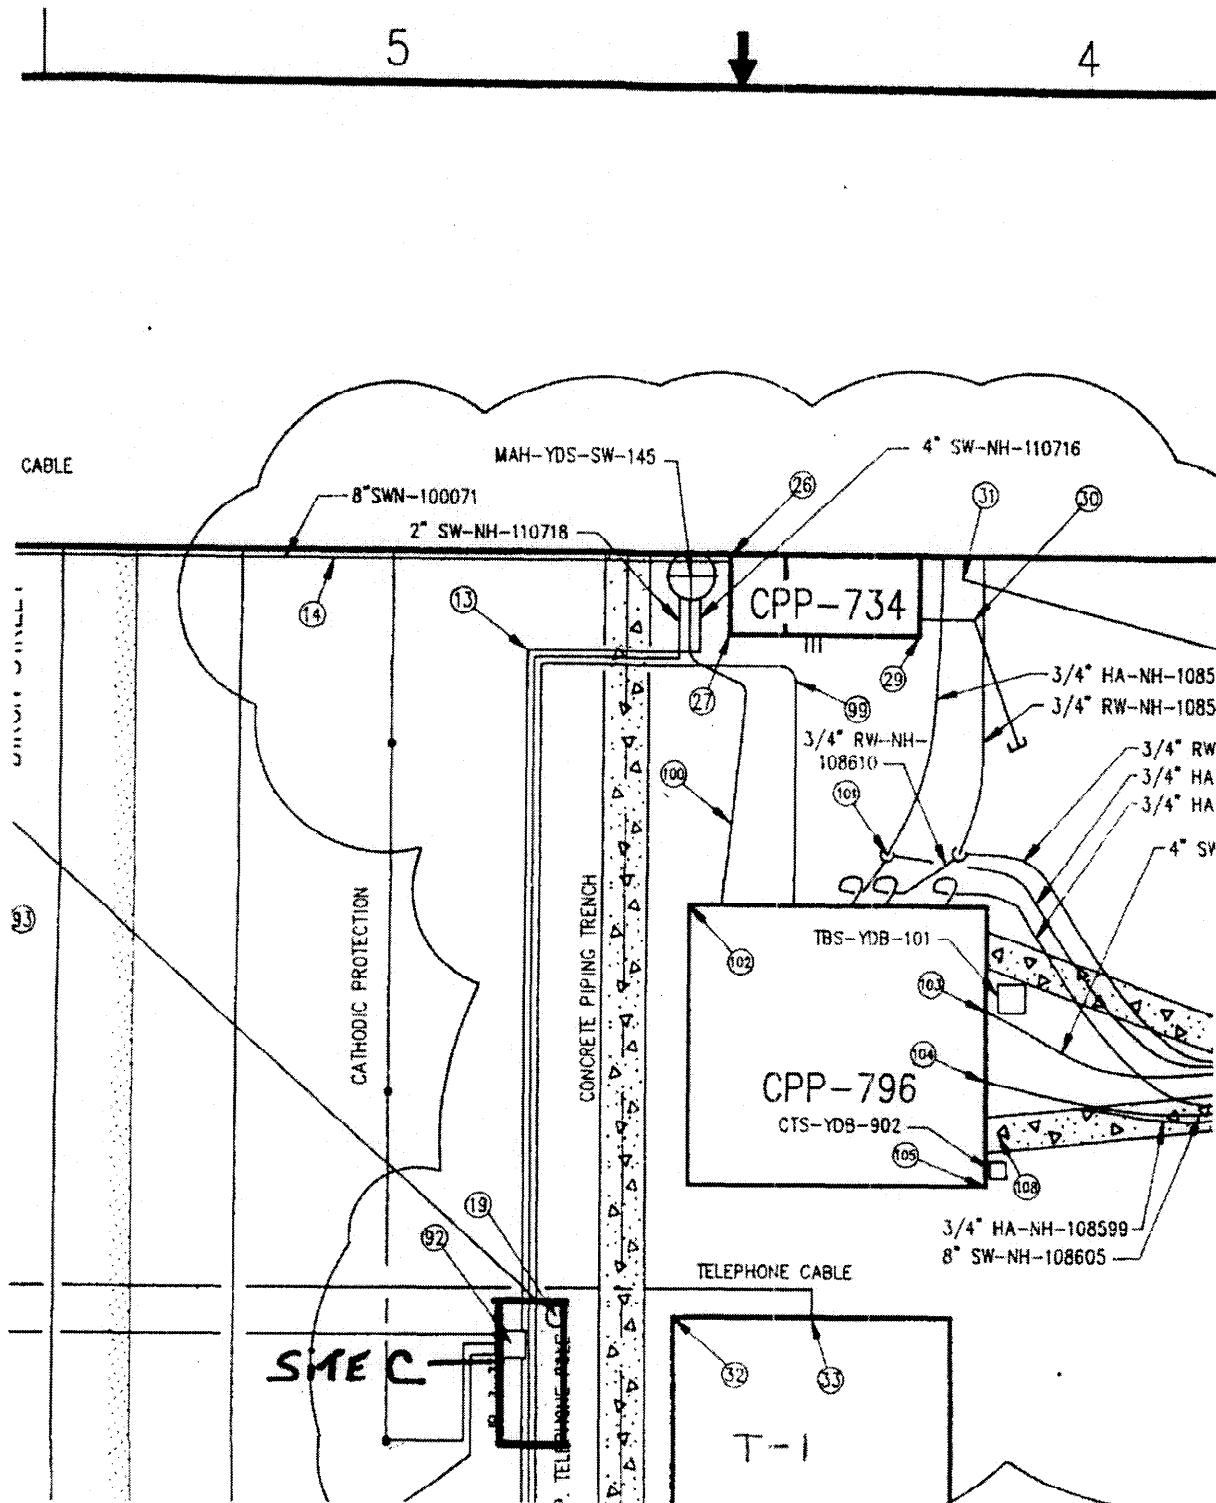 5
4
MAH-YDS-SW-145
4" SW-NH-110716
CABLE
8"SWN-100071
2" SW-NH-110718
26
31
30
14
13
CPP-734
27
29
99
3/4" HA-NH-1085
3/4" RW-NH-1085
3/4" RW-NH-
108610
100
101
3/4" RW
3/4" HA
3/4" HA
4" SW
93
CATHODIC PROTECTION
CONCRETE PIPING TRENCH
102
TBS-YDB-101
103
104
CPP-796
CTS-YDB-902
105
108
3/4" HA-NH-108599
8" SW-NH-108605
19
92
TELEPHONE CABLE
SITE C
TELEPHONE POLE
32
33
T-1